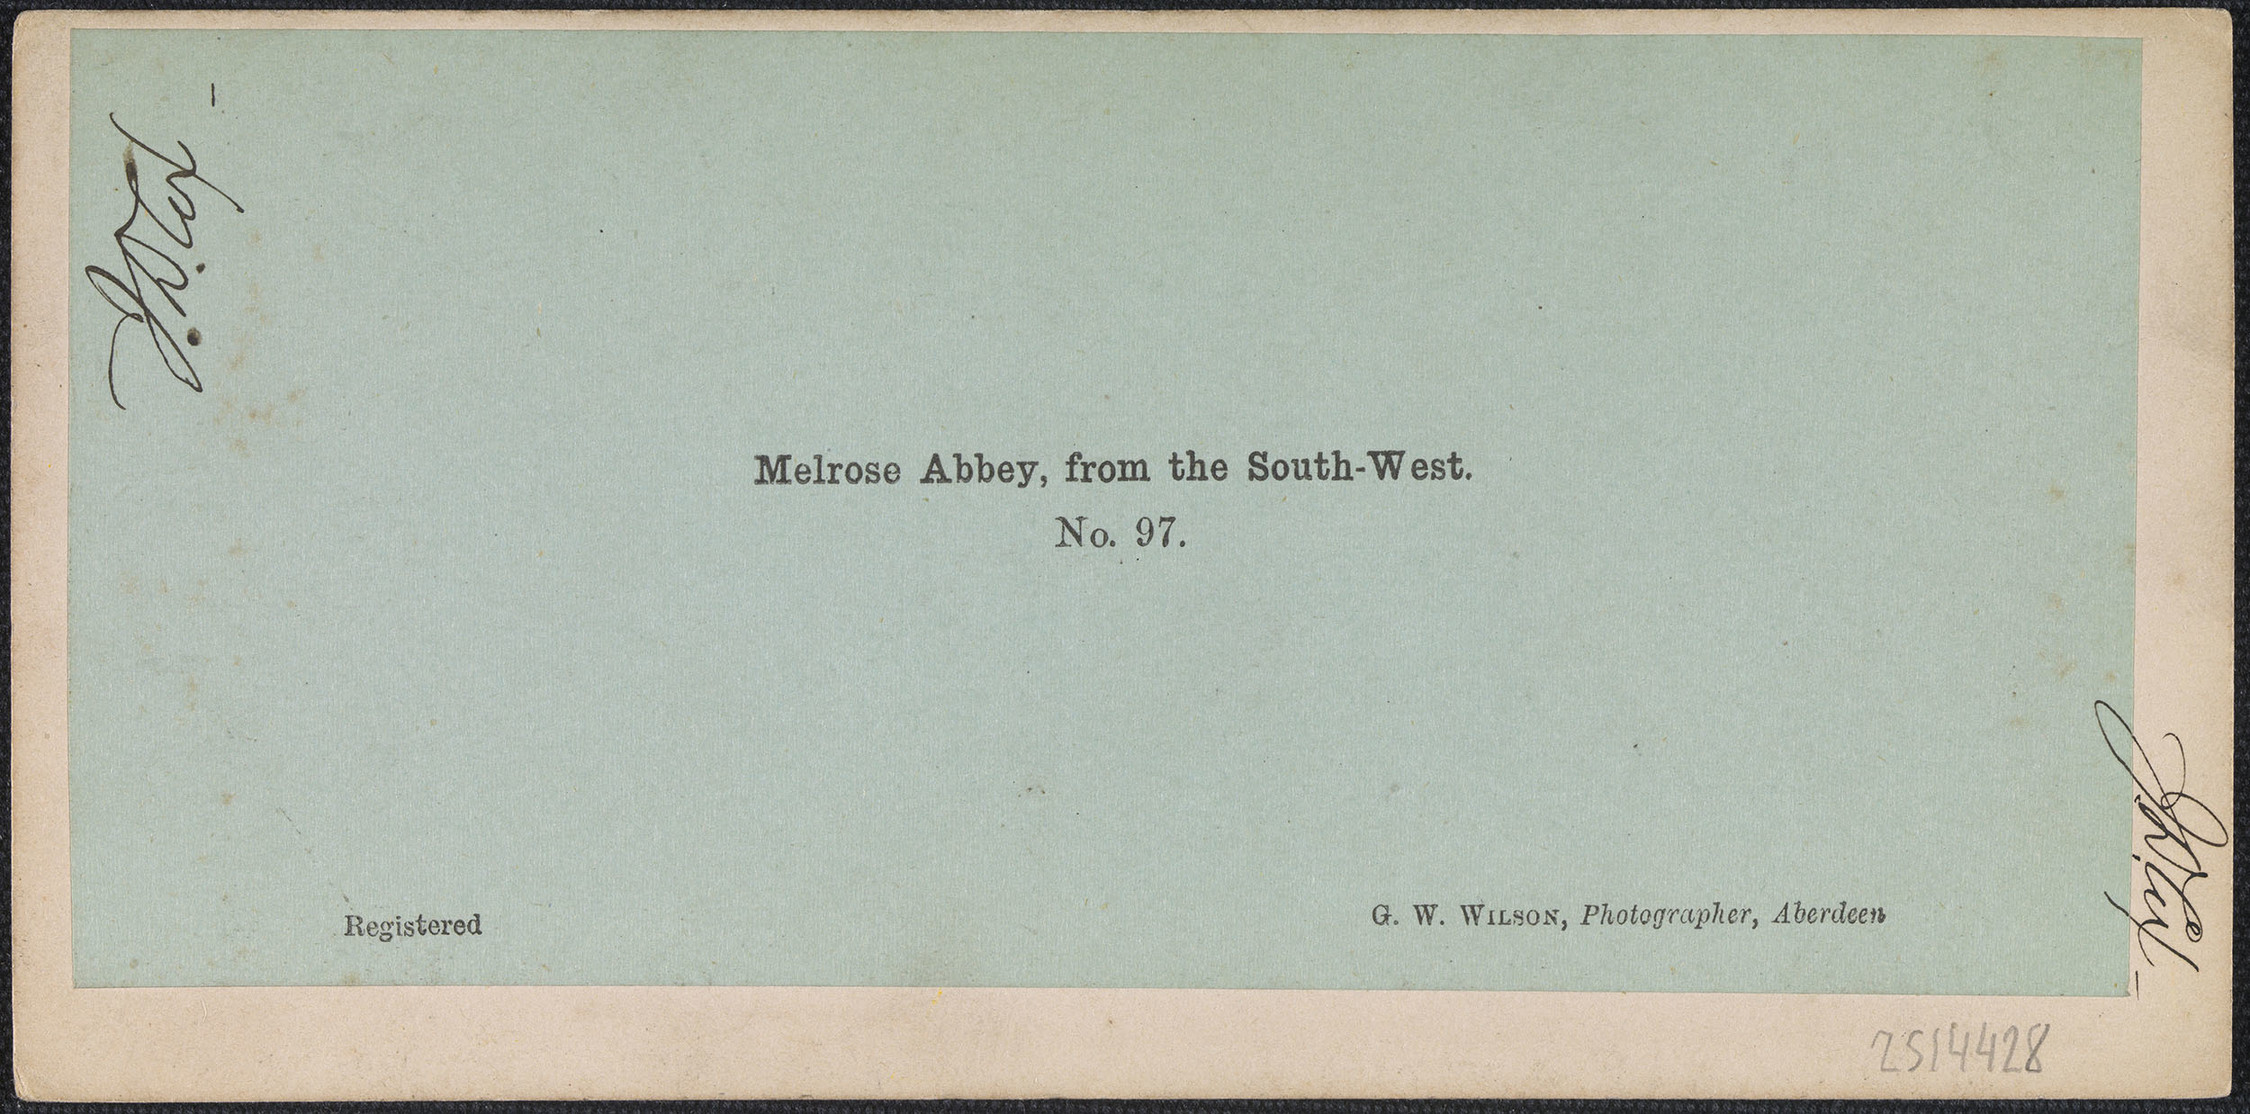 Melrose Abbey, from the South-West.
No. 97.
Registered
G. W. Wilson, Photographer, Aberdeen
2514428